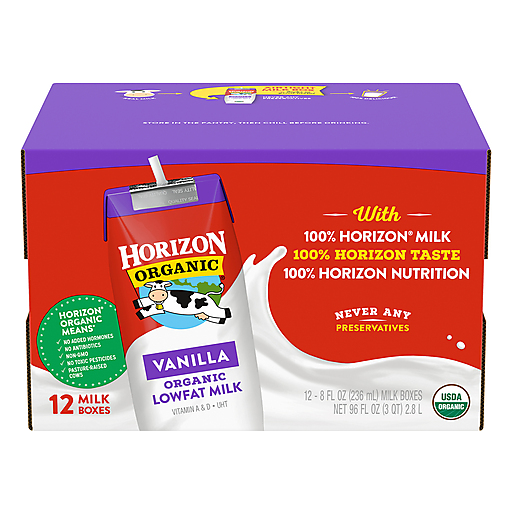 STORE IN THE PANTRY, THEN CHILL BEFORE DRINKING.
HORIZON
ORGANIC
VANILLA
ORGANIC
LOWFAT MILK
VITAMIN A & D • UHT
HORIZON®
ORGANIC
MEANS*
✓ NO ADDED HORMONES
✓ NO ANTIBIOTICS
✓ NON-GMO
✓ NO TOXIC PESTICIDES
✓ PASTURE-RAISED
COWS
12 MILK
BOXES
With
100% HORIZON® MILK
100% HORIZON TASTE
100% HORIZON NUTRITION
NEVER ANY
PRESERVATIVES
12 - 8 FL OZ (236 mL) MILK BOXES
NET 96 FL OZ (3 QT) 2.8 L
USDA
ORGANIC